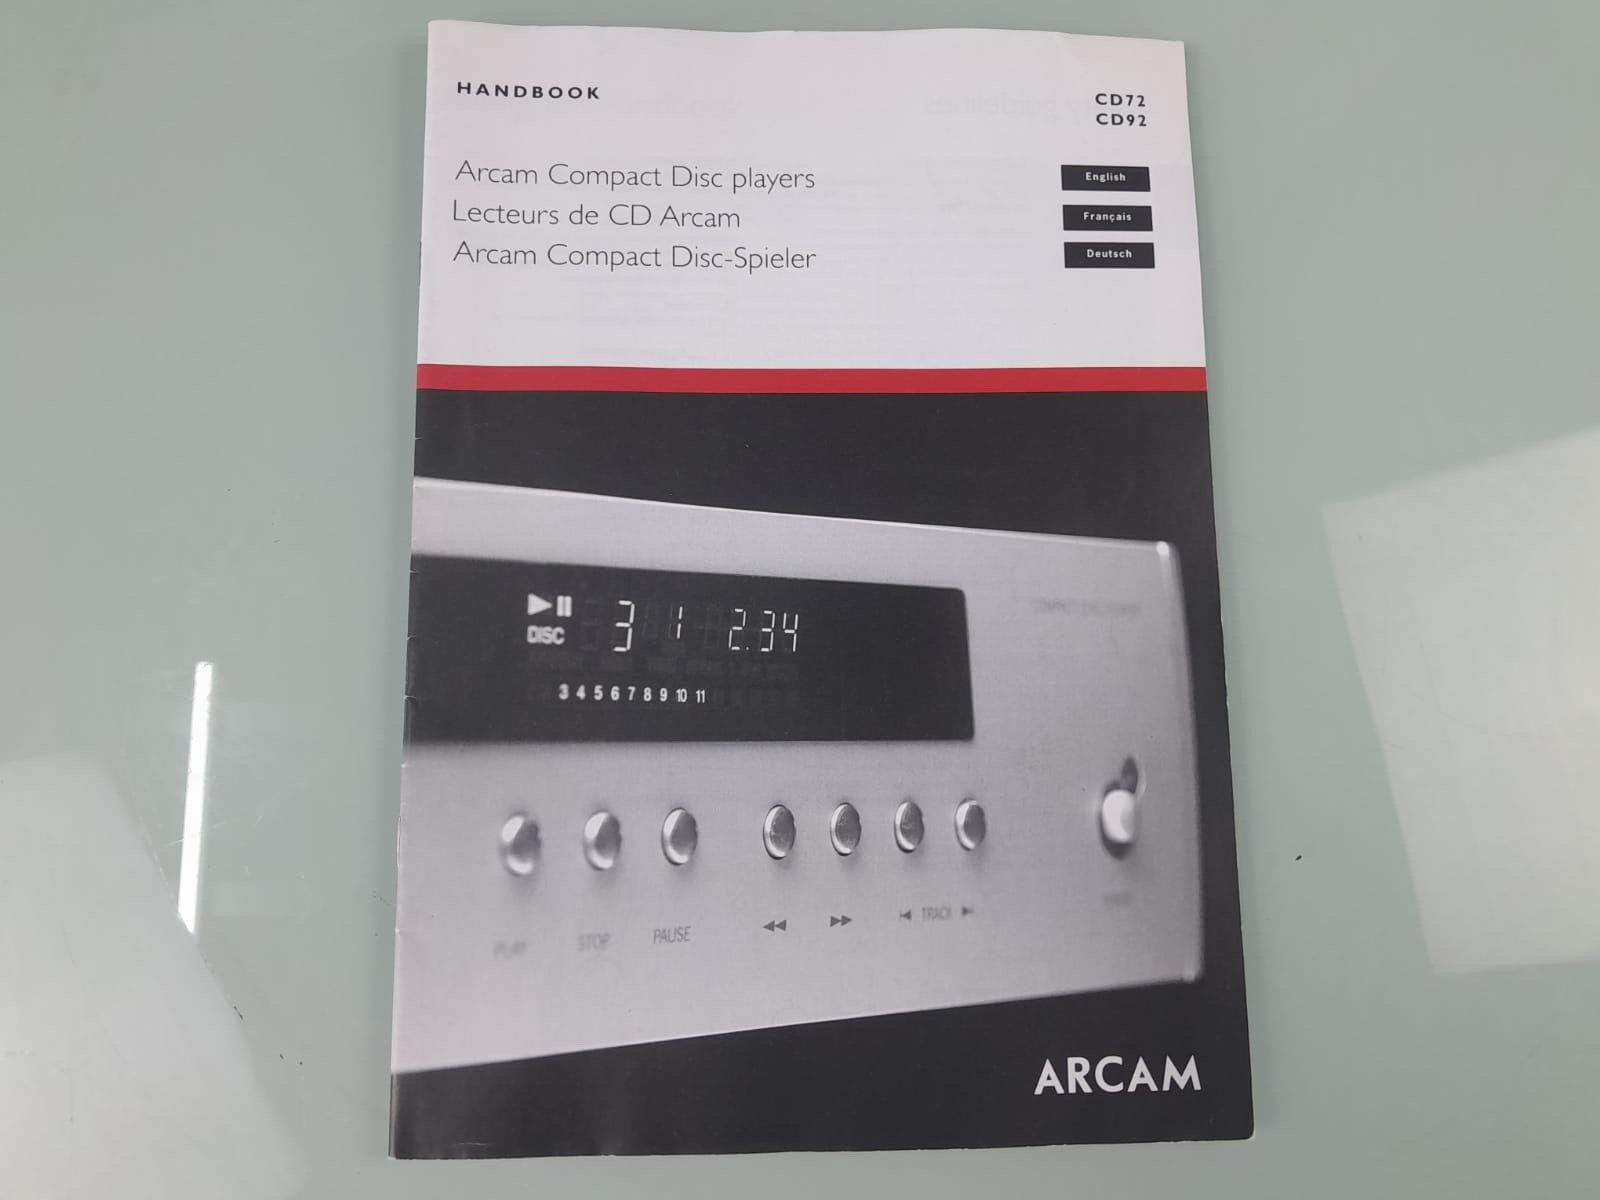 HANDBOOK
CD72
CD92
Arcam Compact Disc players
English
Lecteurs de CD Arcam
Français
Arcam Compact Disc-Spieler
Deutsch
3 1 2.34
DISC
3 4 5 6 7 8 9 10 11
PLAY STOP PAUSE TRACK
ARCAM